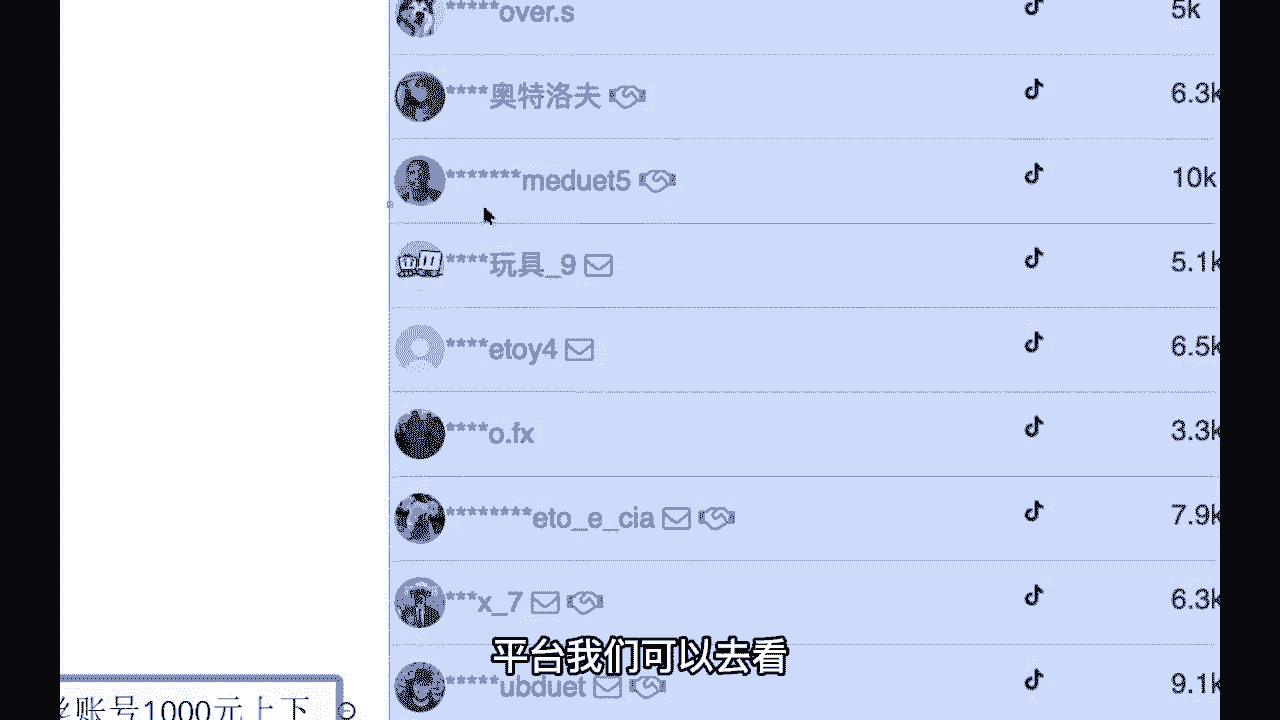 *****over.s 5k
****奥特洛夫 6.3k
*******meduet5 10k
****玩具_9 5.1k
****etoy4 6.5k
****o.fx 3.3k
********eto_e_cia 7.9k
***x_7 6.3k
平台我们可以去看
*****ubduet 9.1k
账号1000元上下